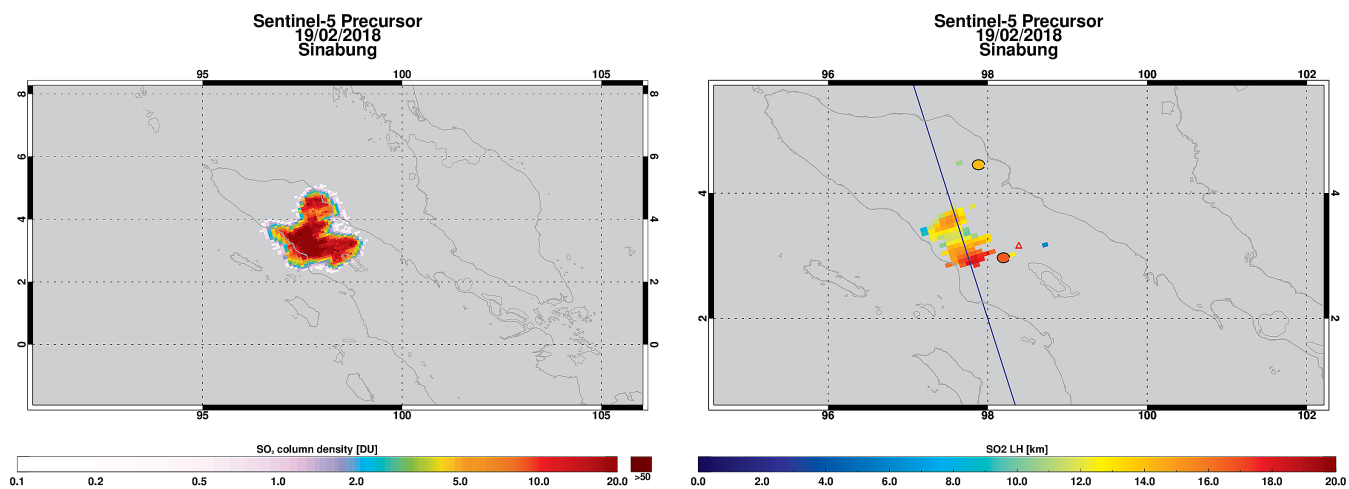 Sentinel-5 Precursor
19/02/2018
Sinabung
95 100 105
8 8
6 6
4 4
2 2
0 0
95 100 105
SO₂ column density [DU]
0.1 0.2 0.5 1.0 2.0 5.0 10.0 20.0 >50
Sentinel-5 Precursor
19/02/2018
Sinabung
96 98 100 102
4 4
2 2
96 98 100 102
SO2 LH [km]
0.0 2.0 4.0 6.0 8.0 10.0 12.0 14.0 16.0 18.0 20.0